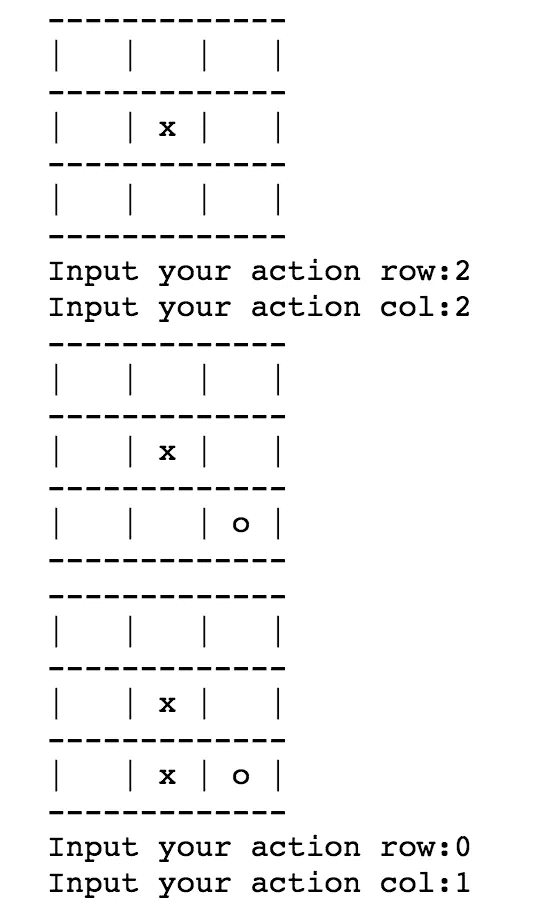 -------------
|   |   |   |
-------------
|   | x |   |
-------------
|   |   |   |
-------------
Input your action row:2
Input your action col:2
-------------
|   |   |   |
-------------
|   | x |   |
-------------
|   |   | o |
-------------
-------------
|   |   |   |
-------------
|   | x |   |
-------------
|   | x | o |
-------------
Input your action row:0
Input your action col:1